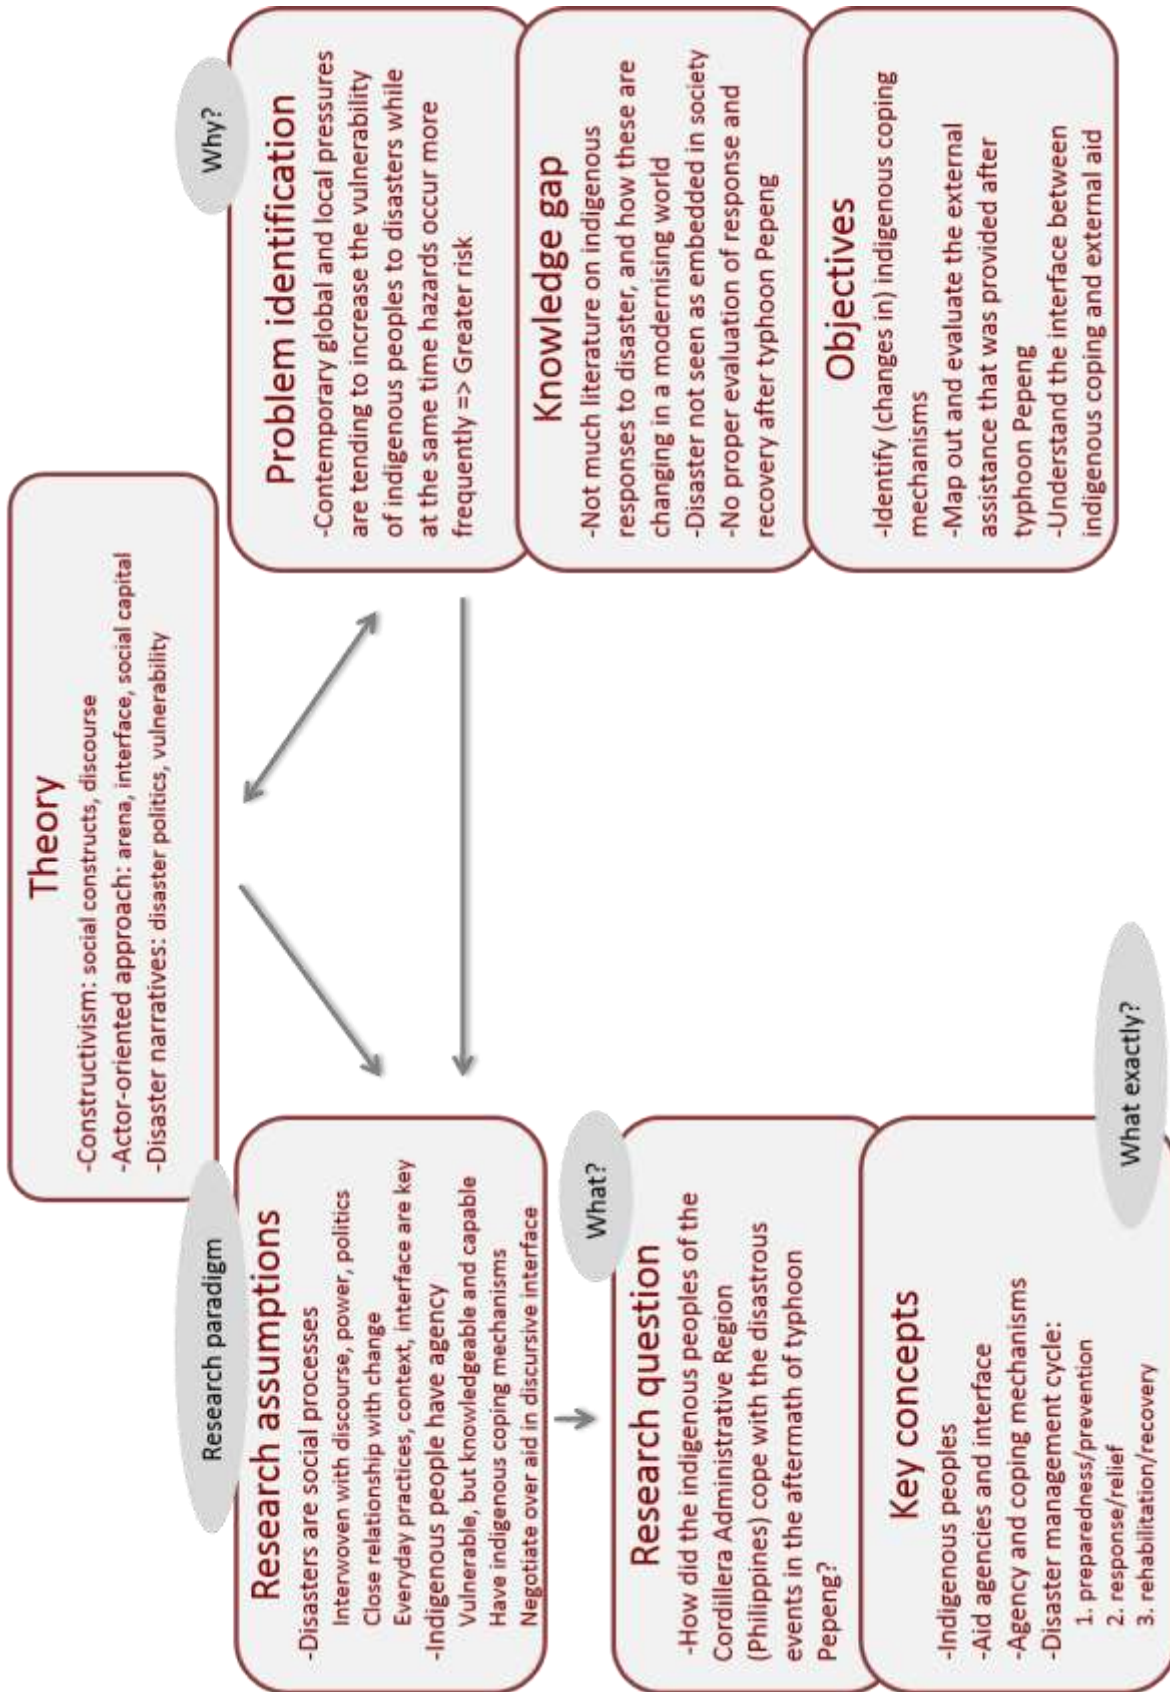 Theory
-Constructivism: social constructs, discourse
-Actor-oriented approach: arena, interface, social capital
-Disaster narratives: disaster politics, vulnerability
Research paradigm
Research assumptions
-Disasters are social processes
Interwoven with discourse, power, politics
Close relationship with change
Everyday practices, context, interface are key
-Indigenous people have agency
Vulnerable, but knowledgeable and capable
Have indigenous coping mechanisms
Negotiate over aid in discursive interface
What?
Research question
-How did the indigenous peoples of the
Cordillera Administrative Region
(Philippines) cope with the disastrous
events in the aftermath of typhoon
Pepeng?
Key concepts
-Indigenous peoples
-Aid agencies and interface
-Agency and coping mechanisms
-Disaster management cycle:
1. preparedness/prevention
2. response/relief
3. rehabilitation/recovery
What exactly?
Why?
Problem identification
-Contemporary global and local pressures
are tending to increase the vulnerability
of indigenous peoples to disasters while
at the same time hazards occur more
frequently => Greater risk
Knowledge gap
-Not much literature on indigenous
responses to disaster, and how these are
changing in a modernising world
-Disaster not seen as embedded in society
-No proper evaluation of response and
recovery after typhoon Pepeng
Objectives
-Identify (changes in) indigenous coping
mechanisms
-Map out and evaluate the external
assistance that was provided after
typhoon Pepeng
-Understand the interface between
indigenous coping and external aid